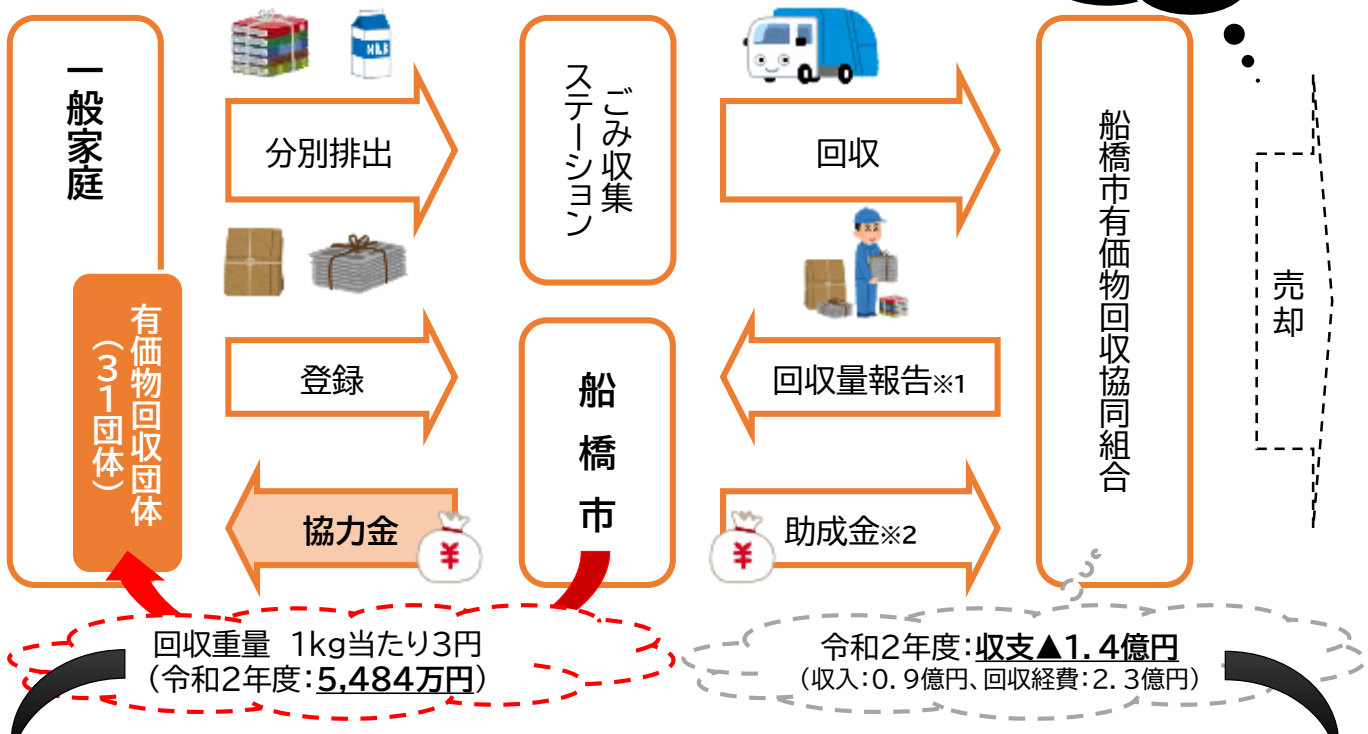 一般家庭
有価物回収団体
（31団体）
分別排出
登録
協力金
ごみ収集
ステーション
船橋市
回収
回収量報告※1
助成金※2
船橋市有価物回収協同組合
売却
回収重量 1kg当たり3円
（令和2年度：5,484万円）
令和2年度：収支▲1.4億円
（収入：0.9億円、回収経費：2.3億円）